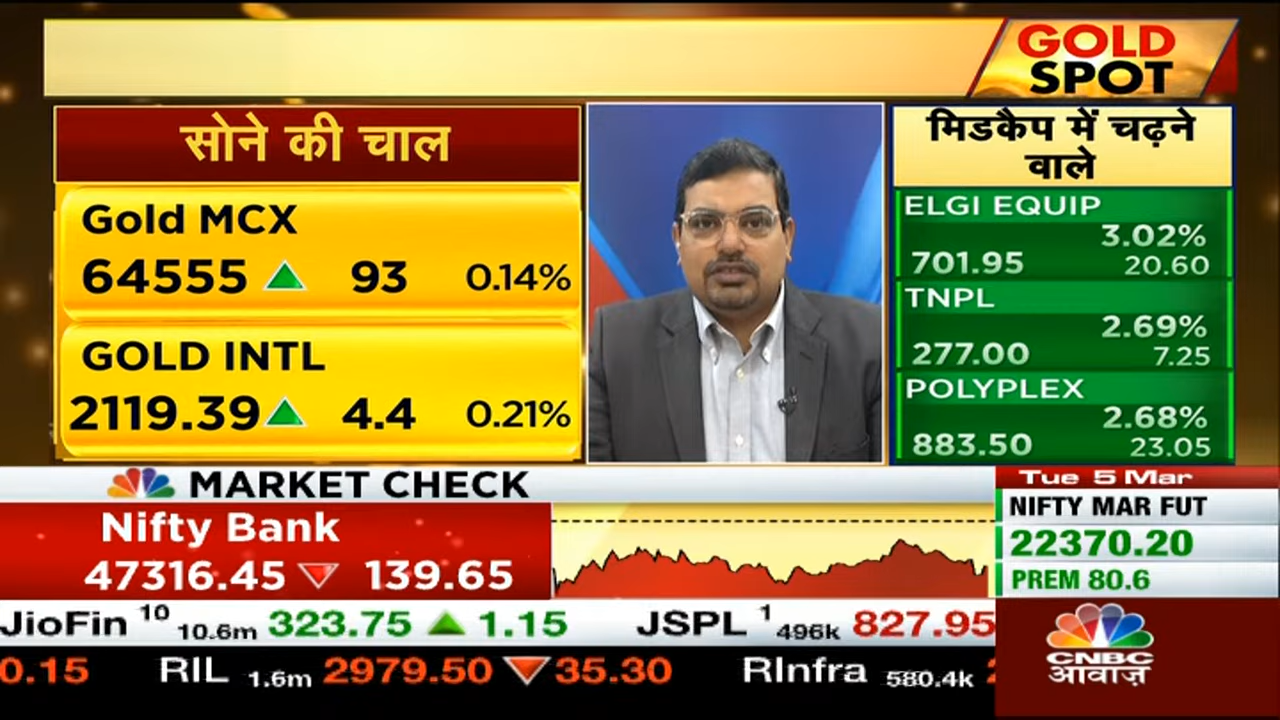 GOLD
SPOT
सोने की चाल
Gold MCX
64555 93 0.14%
GOLD INTL
2119.39 4.4 0.21%
मिडकैप में चढ़ने
वाले
ELGI EQUIP
3.02%
701.95 20.60
TNPL
2.69%
277.00 7.25
POLYPLEX
2.68%
883.50 23.05
MARKET CHECK
Nifty Bank
47316.45 139.65
Tue 5 Mar
NIFTY MAR FUT
22370.20
PREM 80.6
JioFin 10 10.6m 323.75 1.15 JSPL 1 496k 827.95
0.15 RIL 1.6m 2979.50 35.30 RInfra 580.4k
CNBC
आवाज़